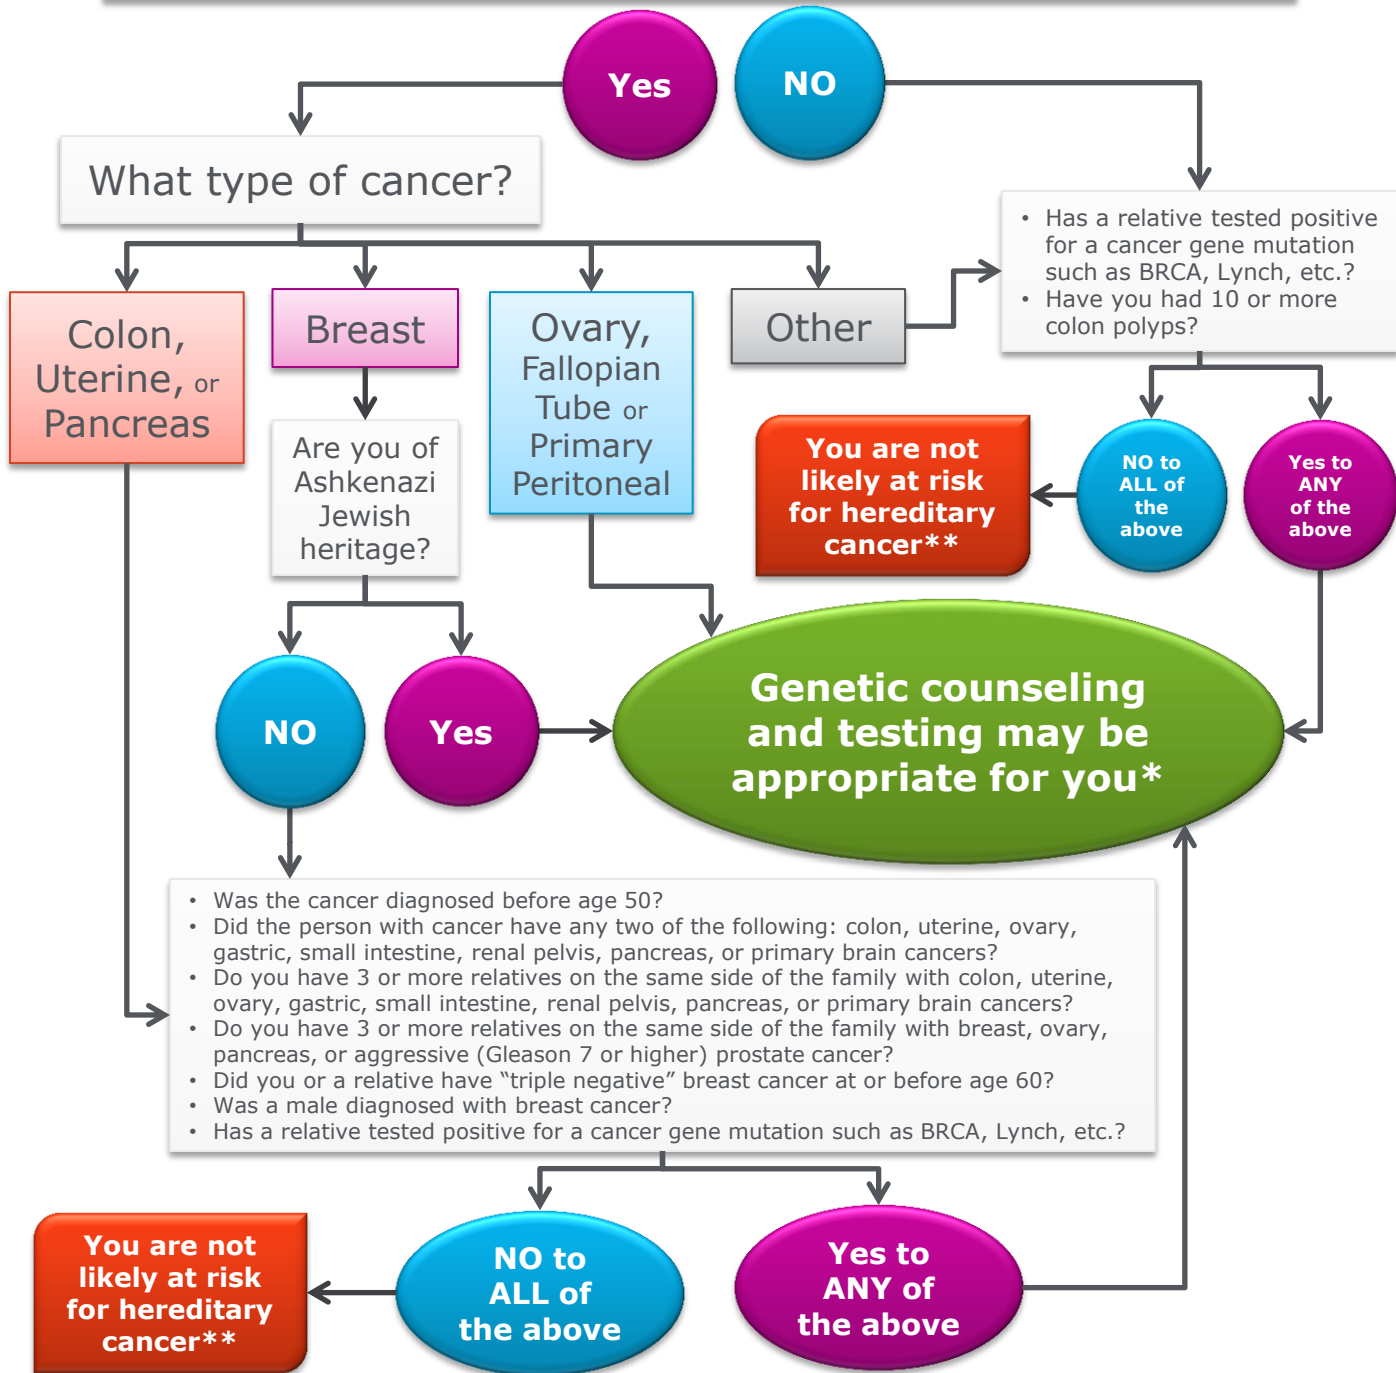 Yes
NO
What type of cancer?
• Has a relative tested positive
for a cancer gene mutation
such as BRCA, Lynch, etc.?
• Have you had 10 or more
colon polyps?
Colon,
Uterine, or
Pancreas
Breast
Ovary,
Fallopian
Tube or
Primary
Peritoneal
Other
Are you of
Ashkenazi
Jewish
heritage?
You are not
likely at risk
for hereditary
cancer**
NO to
ALL of
the
above
Yes to
ANY
of the
above
NO
Yes
Genetic counseling
and testing may be
appropriate for you*
• Was the cancer diagnosed before age 50?
• Did the person with cancer have any two of the following: colon, uterine, ovary,
gastric, small intestine, renal pelvis, pancreas, or primary brain cancers?
• Do you have 3 or more relatives on the same side of the family with colon, uterine,
ovary, gastric, small intestine, renal pelvis, pancreas, or primary brain cancers?
• Do you have 3 or more relatives on the same side of the family with breast, ovary,
pancreas, or aggressive (Gleason 7 or higher) prostate cancer?
• Did you or a relative have “triple negative” breast cancer at or before age 60?
• Was a male diagnosed with breast cancer?
• Has a relative tested positive for a cancer gene mutation such as BRCA, Lynch, etc.?
You are not
likely at risk
for hereditary
cancer**
NO to
ALL of
the above
Yes to
ANY of
the above